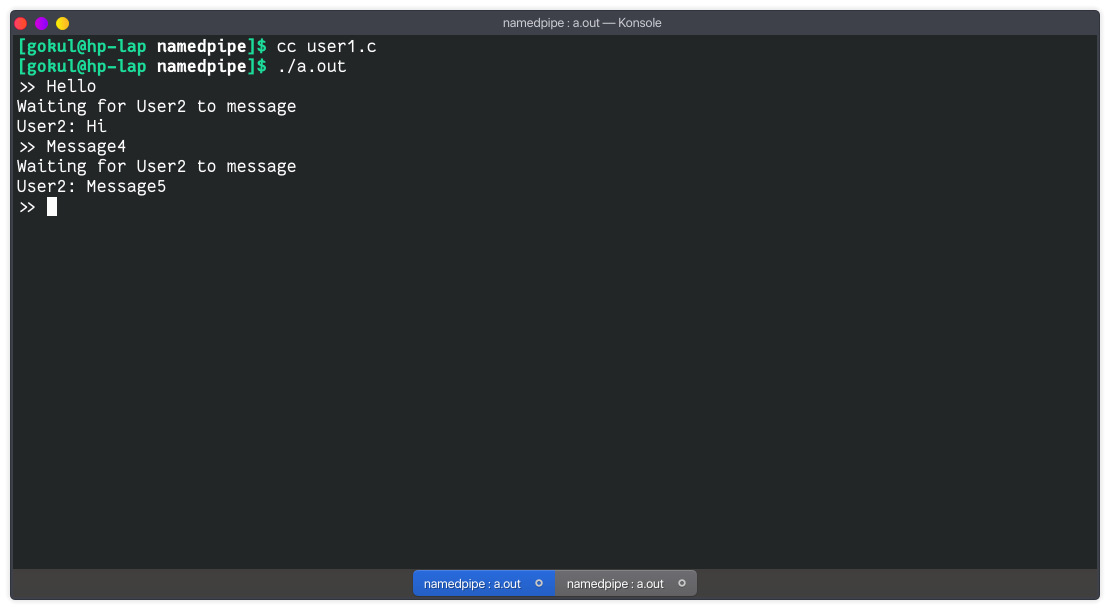 namedpipe : a.out — Konsole
[gokul@hp-lap namedpipe]$ cc user1.c
[gokul@hp-lap namedpipe]$ ./a.out
>> Hello
Waiting for User2 to message
User2: Hi
>> Message4
Waiting for User2 to message
User2: Message5
>>
namedpipe : a.out namedpipe : a.out